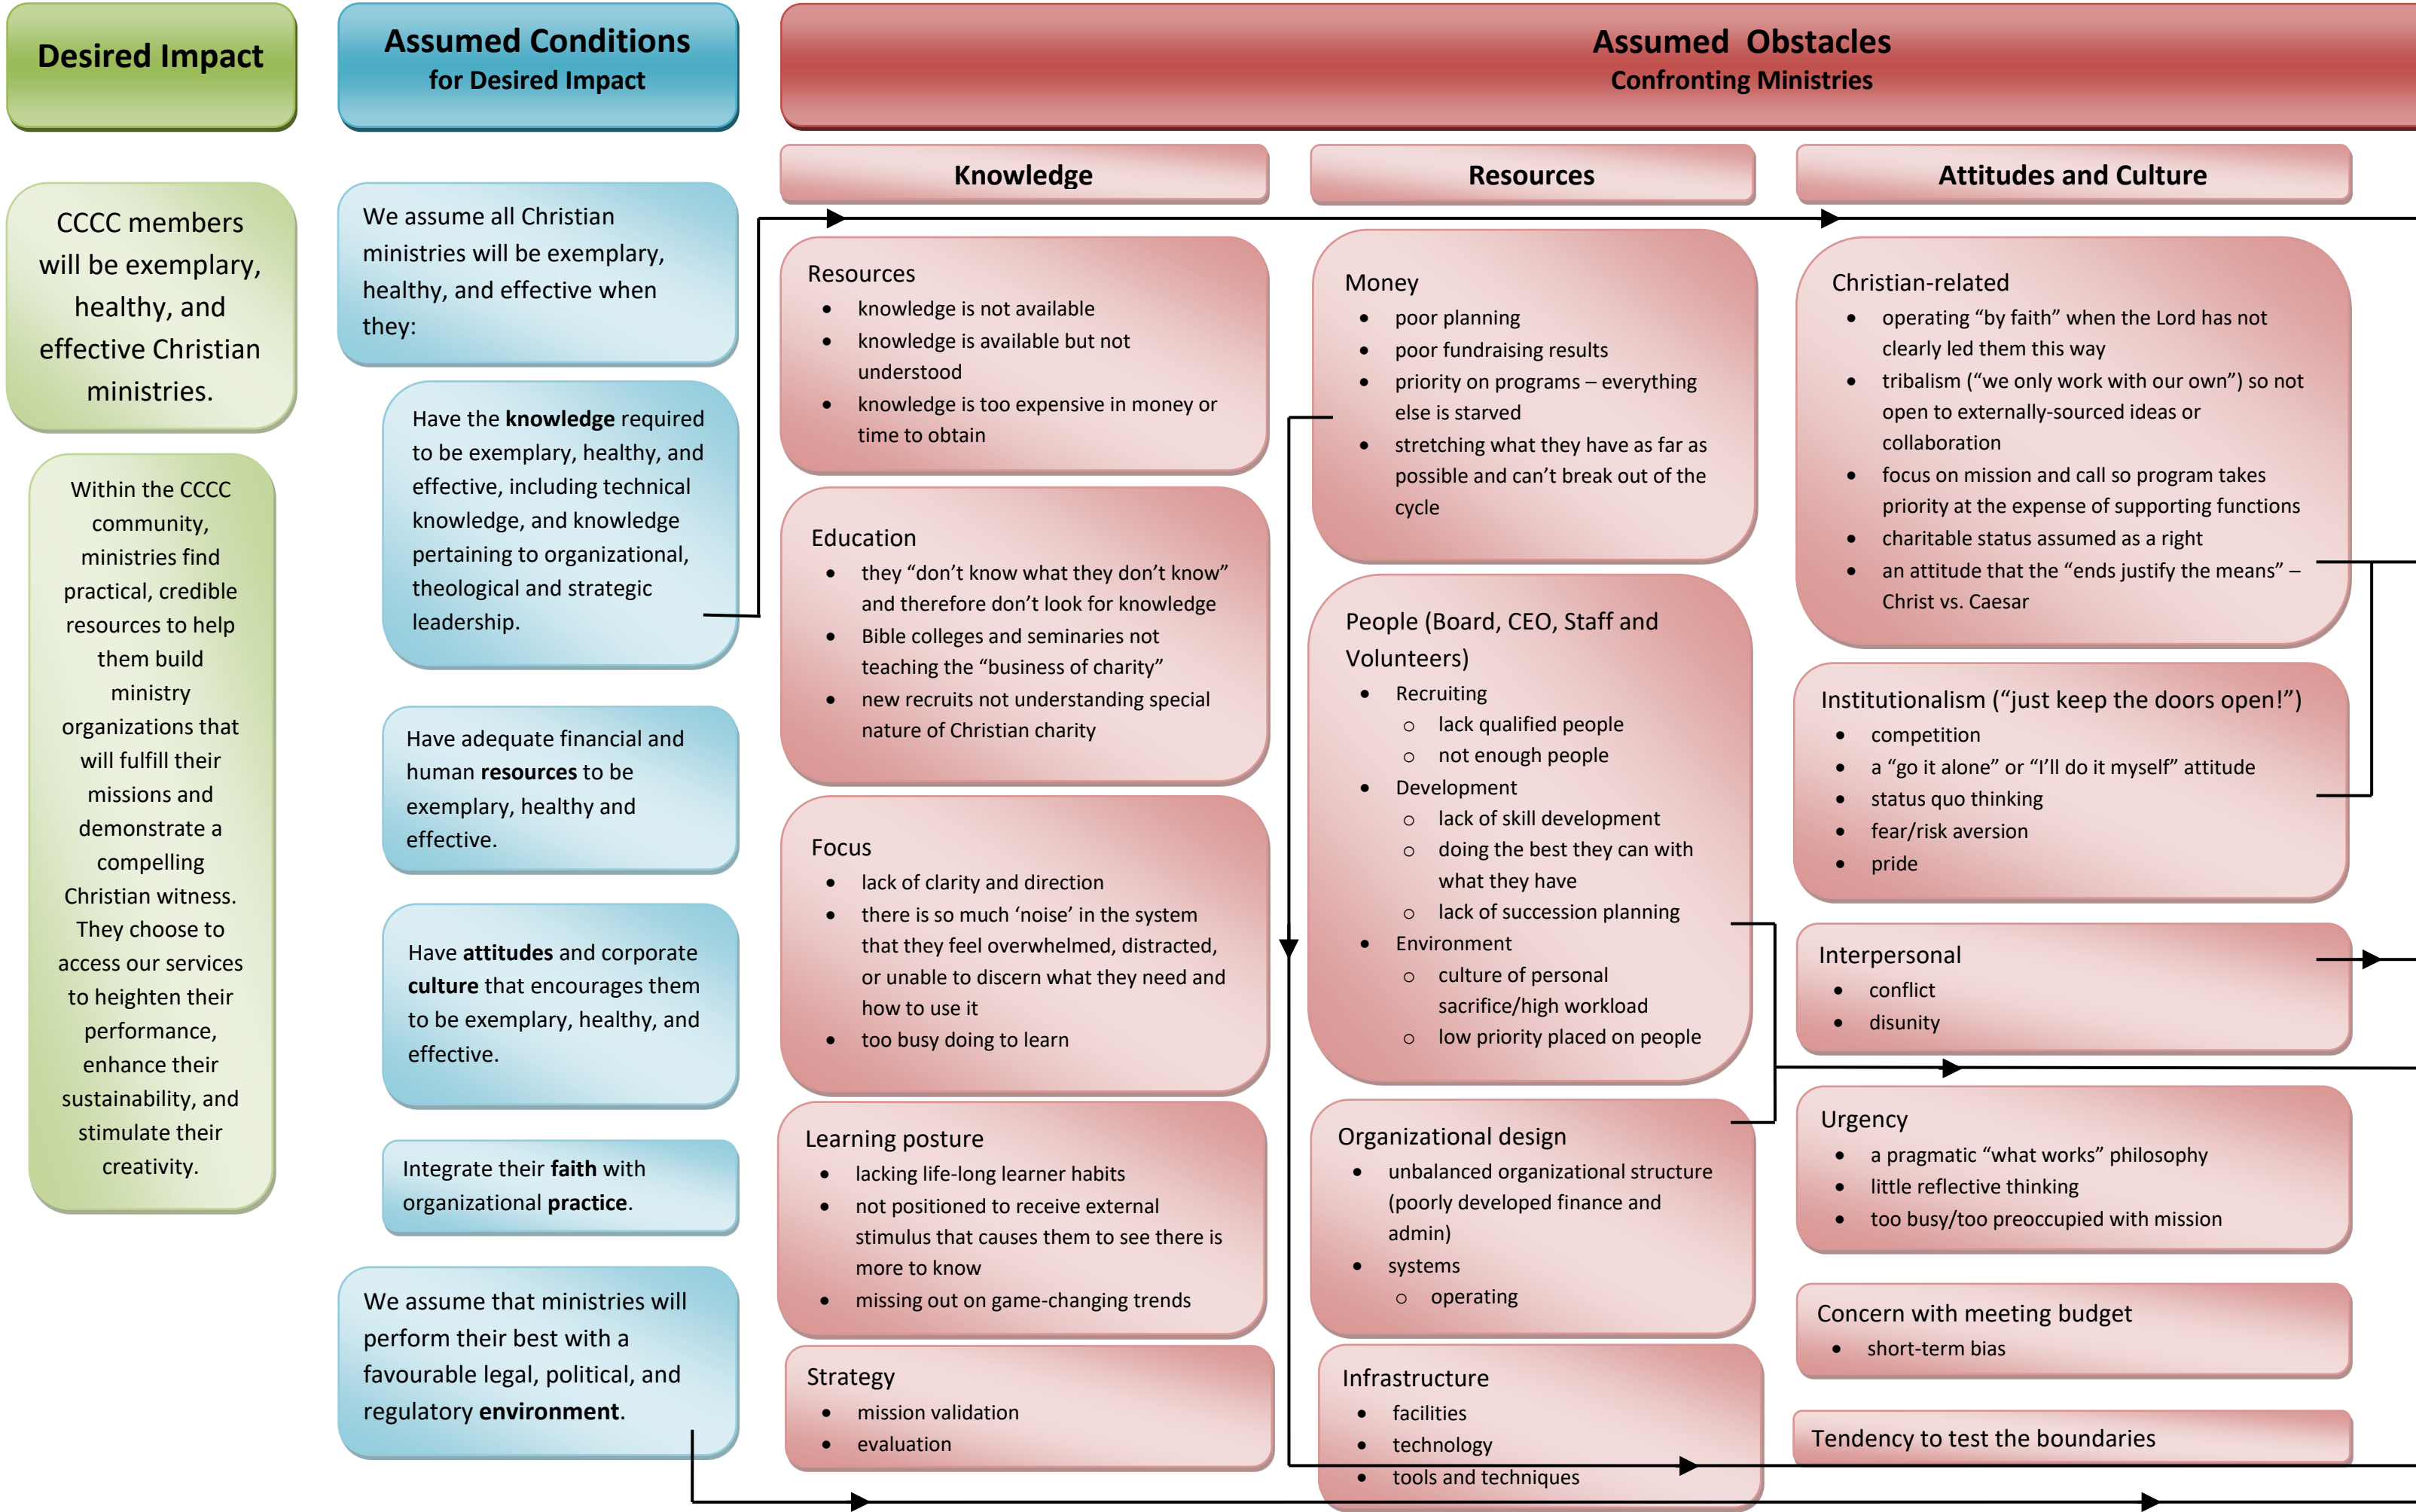 Desired Impact
CCCC members
will be exemplary,
healthy, and
effective Christian
ministries.
Within the CCCC
community,
ministries find
practical, credible
resources to help
them build
ministry
organizations that
will fulfill their
missions and
demonstrate a
compelling
Christian witness.
They choose to
access our services
to heighten their
performance,
enhance their
sustainability, and
stimulate their
creativity.
Assumed Conditions
for Desired Impact
We assume all Christian
ministries will be exemplary,
healthy, and effective when
they:
Have the knowledge required
to be exemplary, healthy, and
effective, including technical
knowledge, and knowledge
pertaining to organizational,
theological and strategic
leadership.
Have adequate financial and
human resources to be
exemplary, healthy and
effective.
Have attitudes and corporate
culture that encourages them
to be exemplary, healthy, and
effective.
Integrate their faith with
organizational practice.
We assume that ministries will
perform their best with a
favourable legal, political, and
regulatory environment.
Assumed Obstacles
Confronting Ministries
Knowledge
Resources
• knowledge is not available
• knowledge is available but not
understood
• knowledge is too expensive in money or
time to obtain
Education
• they “don’t know what they don’t know”
and therefore don’t look for knowledge
• Bible colleges and seminaries not
teaching the “business of charity”
• new recruits not understanding special
nature of Christian charity
Focus
• lack of clarity and direction
• there is so much ‘noise’ in the system
that they feel overwhelmed, distracted,
or unable to discern what they need and
how to use it
• too busy doing to learn
Learning posture
• lacking life-long learner habits
• not positioned to receive external
stimulus that causes them to see there is
more to know
• missing out on game-changing trends
Strategy
• mission validation
• evaluation
Resources
Money
• poor planning
• poor fundraising results
• priority on programs – everything
else is starved
• stretching what they have as far as
possible and can’t break out of the
cycle
People (Board, CEO, Staff and
Volunteers)
• Recruiting
o lack qualified people
o not enough people
• Development
o lack of skill development
o doing the best they can with
what they have
o lack of succession planning
• Environment
o culture of personal
sacrifice/high workload
o low priority placed on people
Organizational design
• unbalanced organizational structure
(poorly developed finance and
admin)
• systems
o operating
Infrastructure
• facilities
• technology
• tools and techniques
Attitudes and Culture
Christian-related
• operating “by faith” when the Lord has not
clearly led them this way
• tribalism (“we only work with our own”) so not
open to externally-sourced ideas or
collaboration
• focus on mission and call so program takes
priority at the expense of supporting functions
• charitable status assumed as a right
• an attitude that the “ends justify the means” –
Christ vs. Caesar
Institutionalism (“just keep the doors open!”)
• competition
• a “go it alone” or “I’ll do it myself” attitude
• status quo thinking
• fear/risk aversion
• pride
Interpersonal
• conflict
• disunity
Urgency
• a pragmatic “what works” philosophy
• little reflective thinking
• too busy/too preoccupied with mission
Concern with meeting budget
• short-term bias
Tendency to test the boundaries